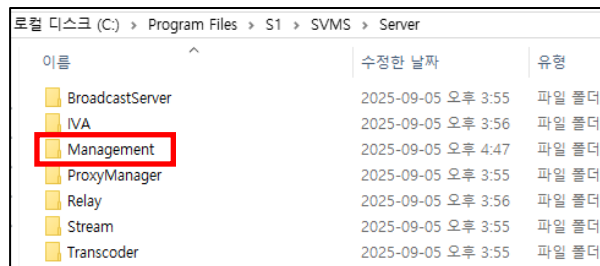 로컬 디스크 (C:) > Program Files > S1 > SVMS > Server
이름 수정한 날짜 유형
BroadcastServer 2025-09-05 오후 3:55 파일 폴더
IVA 2025-09-05 오후 3:56 파일 폴더
Management 2025-09-05 오후 4:47 파일 폴더
ProxyManager 2025-09-05 오후 3:55 파일 폴더
Relay 2025-09-05 오후 3:56 파일 폴더
Stream 2025-09-05 오후 3:55 파일 폴더
Transcoder 2025-09-05 오후 3:55 파일 폴더